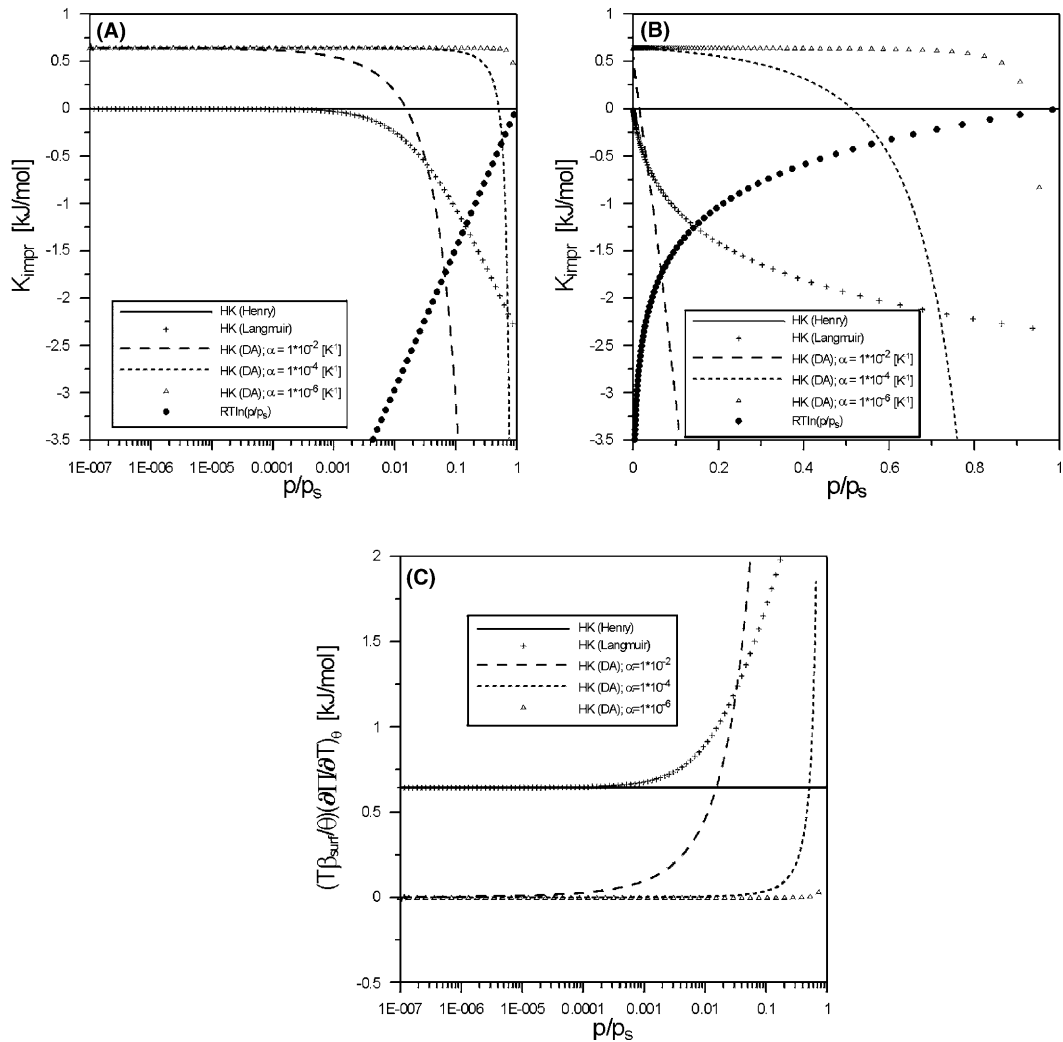 (A)
K_impr [kJ/mol]
1
0.5
0
-0.5
-1
-1.5
-2
-2.5
-3
-3.5
HK (Henry)
HK (Langmuir)
HK (DA); α = 1*10⁻² [K⁻¹]
HK (DA); α = 1*10⁻⁴ [K⁻¹]
HK (DA); α = 1*10⁻⁶ [K⁻¹]
RTln(p/pₛ)
1E-007 1E-006 1E-005 0.0001 0.001 0.01 0.1 1
p/pₛ
(B)
K_impr [kJ/mol]
1
0.5
0
-0.5
-1
-1.5
-2
-2.5
-3
-3.5
HK (Henry)
HK (Langmuir)
HK (DA); α = 1*10⁻² [K⁻¹]
HK (DA); α = 1*10⁻⁴ [K⁻¹]
HK (DA); α = 1*10⁻⁶ [K⁻¹]
RTln(p/pₛ)
0 0.2 0.4 0.6 0.8 1
p/pₛ
(C)
(Tβ_surf/θ)(∂Π/∂T)_θ [kJ/mol]
2
1.5
1
0.5
0
-0.5
HK (Henry)
HK (Langmuir)
HK (DA); α=1*10⁻²
HK (DA); α=1*10⁻⁴
HK (DA); α=1*10⁻⁶
1E-007 1E-006 1E-005 0.0001 0.001 0.01 0.1 1
p/pₛ